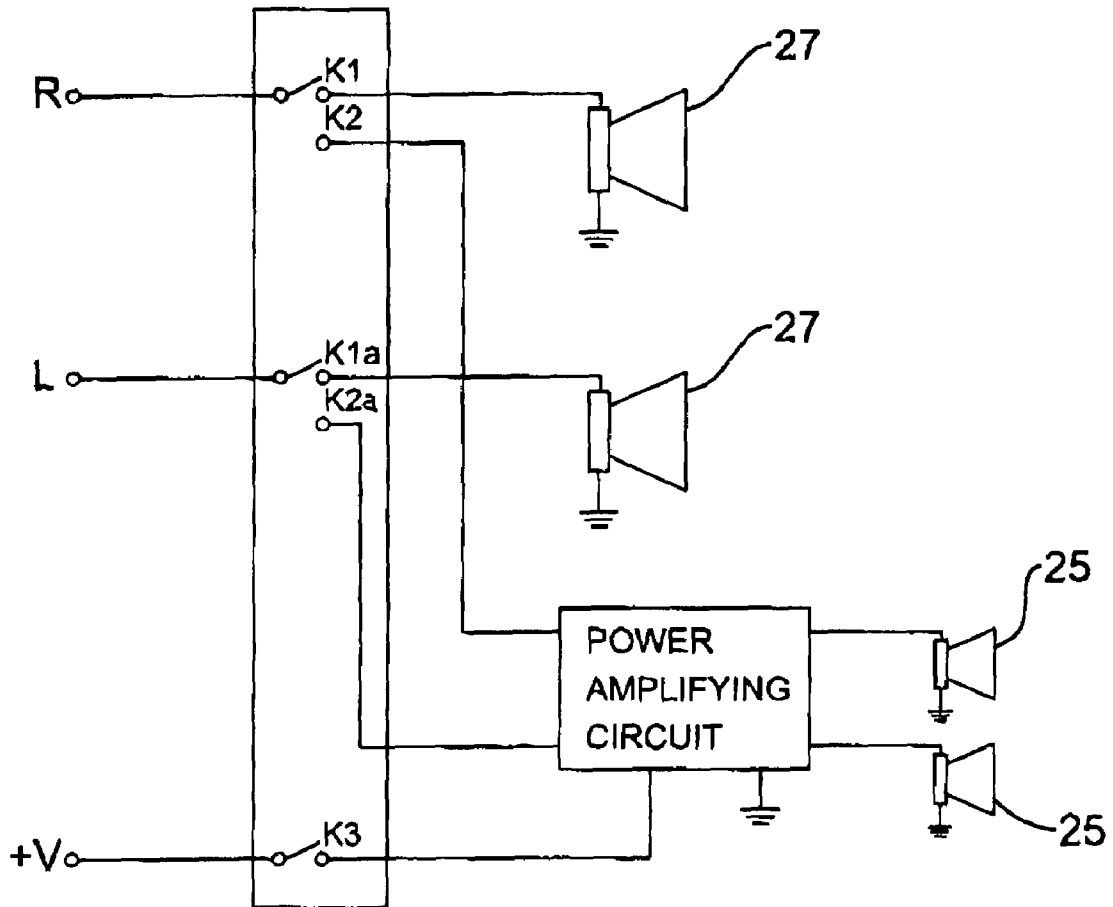 27
R
K1
K2
27
L
K1a
K2a
25
POWER
AMPLIFYING
CIRCUIT
25
+V
K3